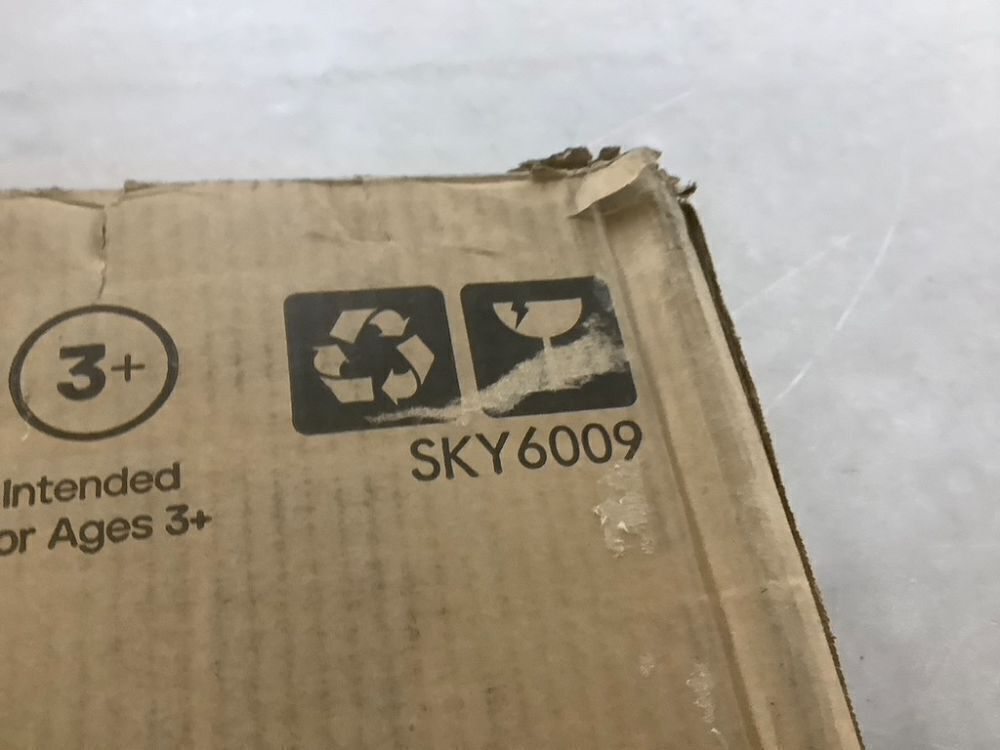 3+
SKY6009
Intended
or Ages 3+